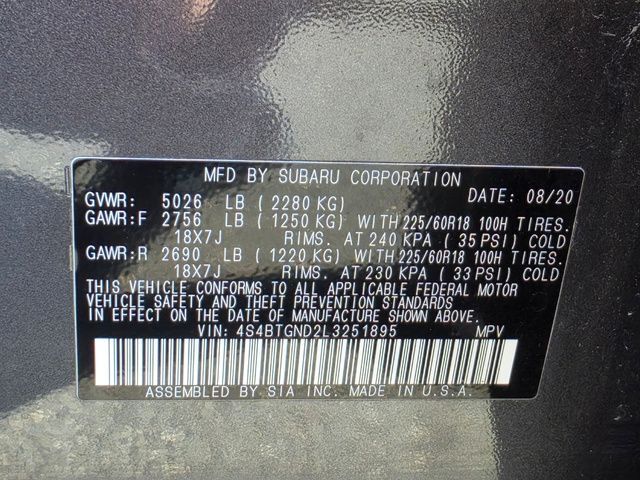 MFD BY SUBARU CORPORATION
GVWR: 5026 LB (2280 KG) DATE: 08/20
GAWR:F 2756 LB (1250 KG) WITH 225/60R18 100H TIRES.
18X7J RIMS. AT 240 KPA (35 PSI) COLD
GAWR:R 2690 LB (1220 KG) WITH 225/60R18 100H TIRES.
18X7J RIMS. AT 230 KPA (33 PSI) COLD
THIS VEHICLE CONFORMS TO ALL APPLICABLE FEDERAL MOTOR
VEHICLE SAFETY AND THEFT PREVENTION STANDARDS
IN EFFECT ON THE DATE OF MANUFACTURE SHOWN ABOVE.
VIN: 4S4BTGND2L3251895 MPV
ASSEMBLED BY SIA INC. MADE IN U.S.A.